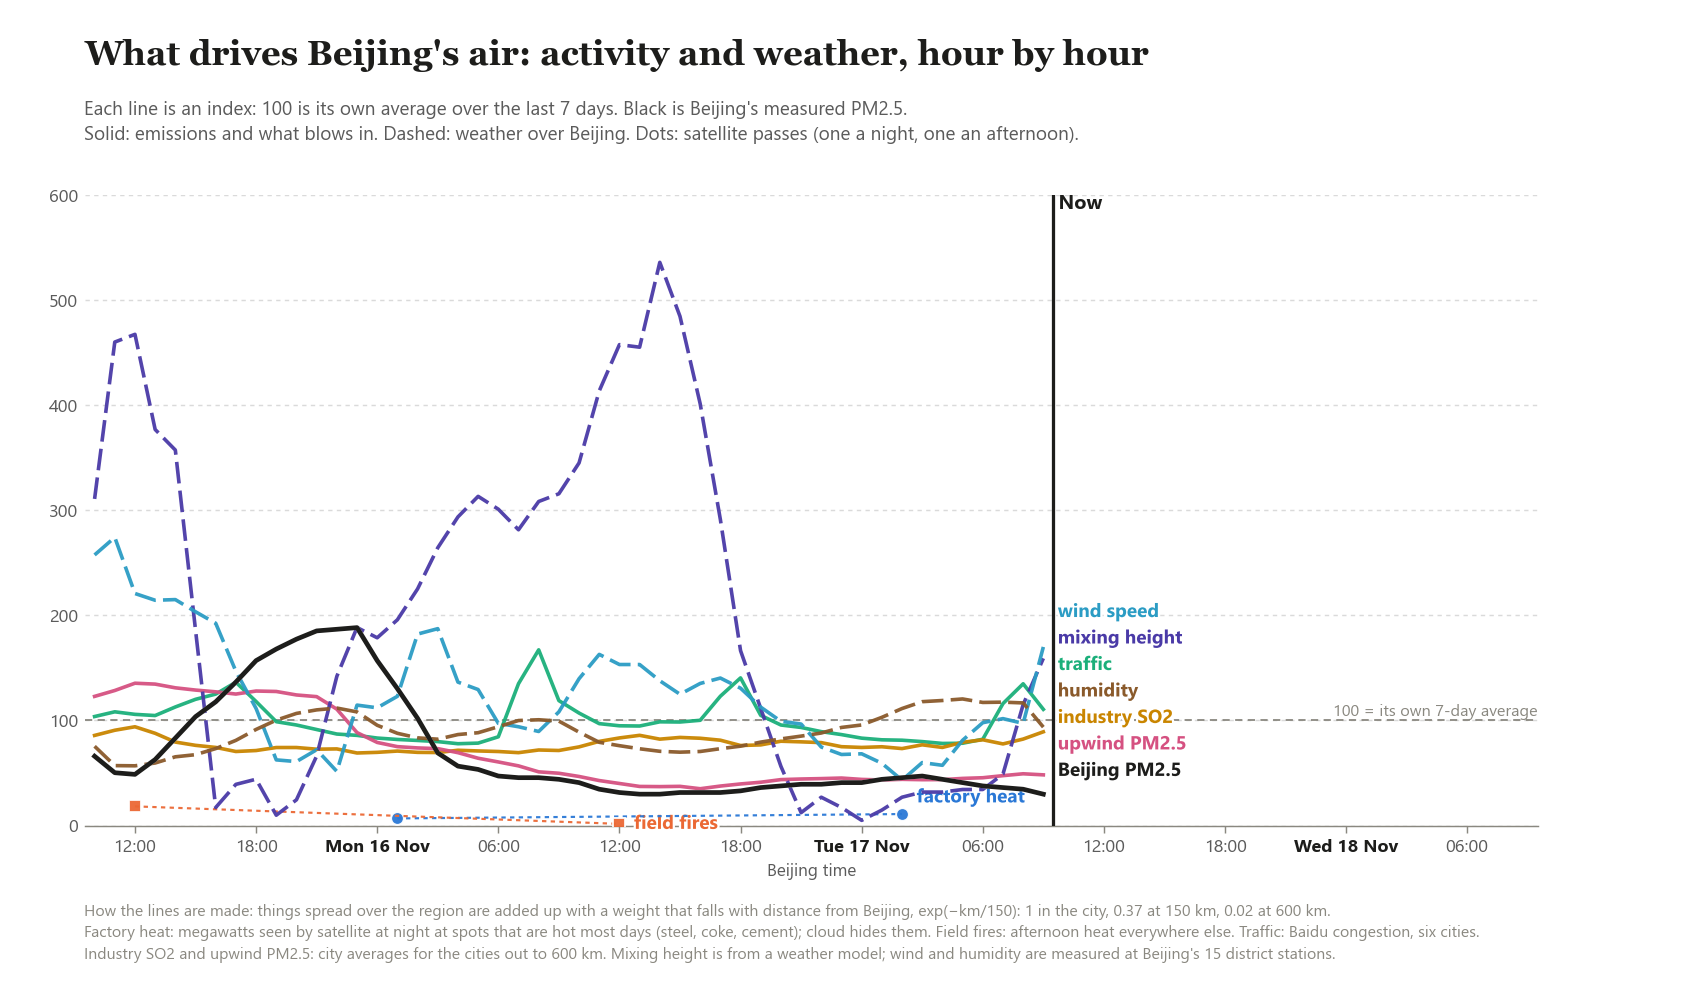 What drives Beijing's air: activity and weather, hour by hour
Each line is an index: 100 is its own average over the last 7 days. Black is Beijing's measured PM2.5.
Solid: emissions and what blows in. Dashed: weather over Beijing. Dots: satellite passes (one a night, one an afternoon).
600
Now
500
400
300
200
wind speed
mixing height
traffic
humidity
100 = its own 7-day average
industry SO2
100
upwind PM2.5
Beijing PM2.5
factory heat
field fires
0
12:00 18:00 Mon 16 Nov 06:00 12:00 18:00 Tue 17 Nov 06:00 12:00 18:00 Wed 18 Nov 06:00
Beijing time
How the lines are made: things spread over the region are added up with a weight that falls with distance from Beijing, exp(−km/150): 1 in the city, 0.37 at 150 km, 0.02 at 600 km.
Factory heat: megawatts seen by satellite at night at spots that are hot most days (steel, coke, cement); cloud hides them. Field fires: afternoon heat everywhere else. Traffic: Baidu congestion, six cities.
Industry SO2 and upwind PM2.5: city averages for the cities out to 600 km. Mixing height is from a weather model; wind and humidity are measured at Beijing's 15 district stations.